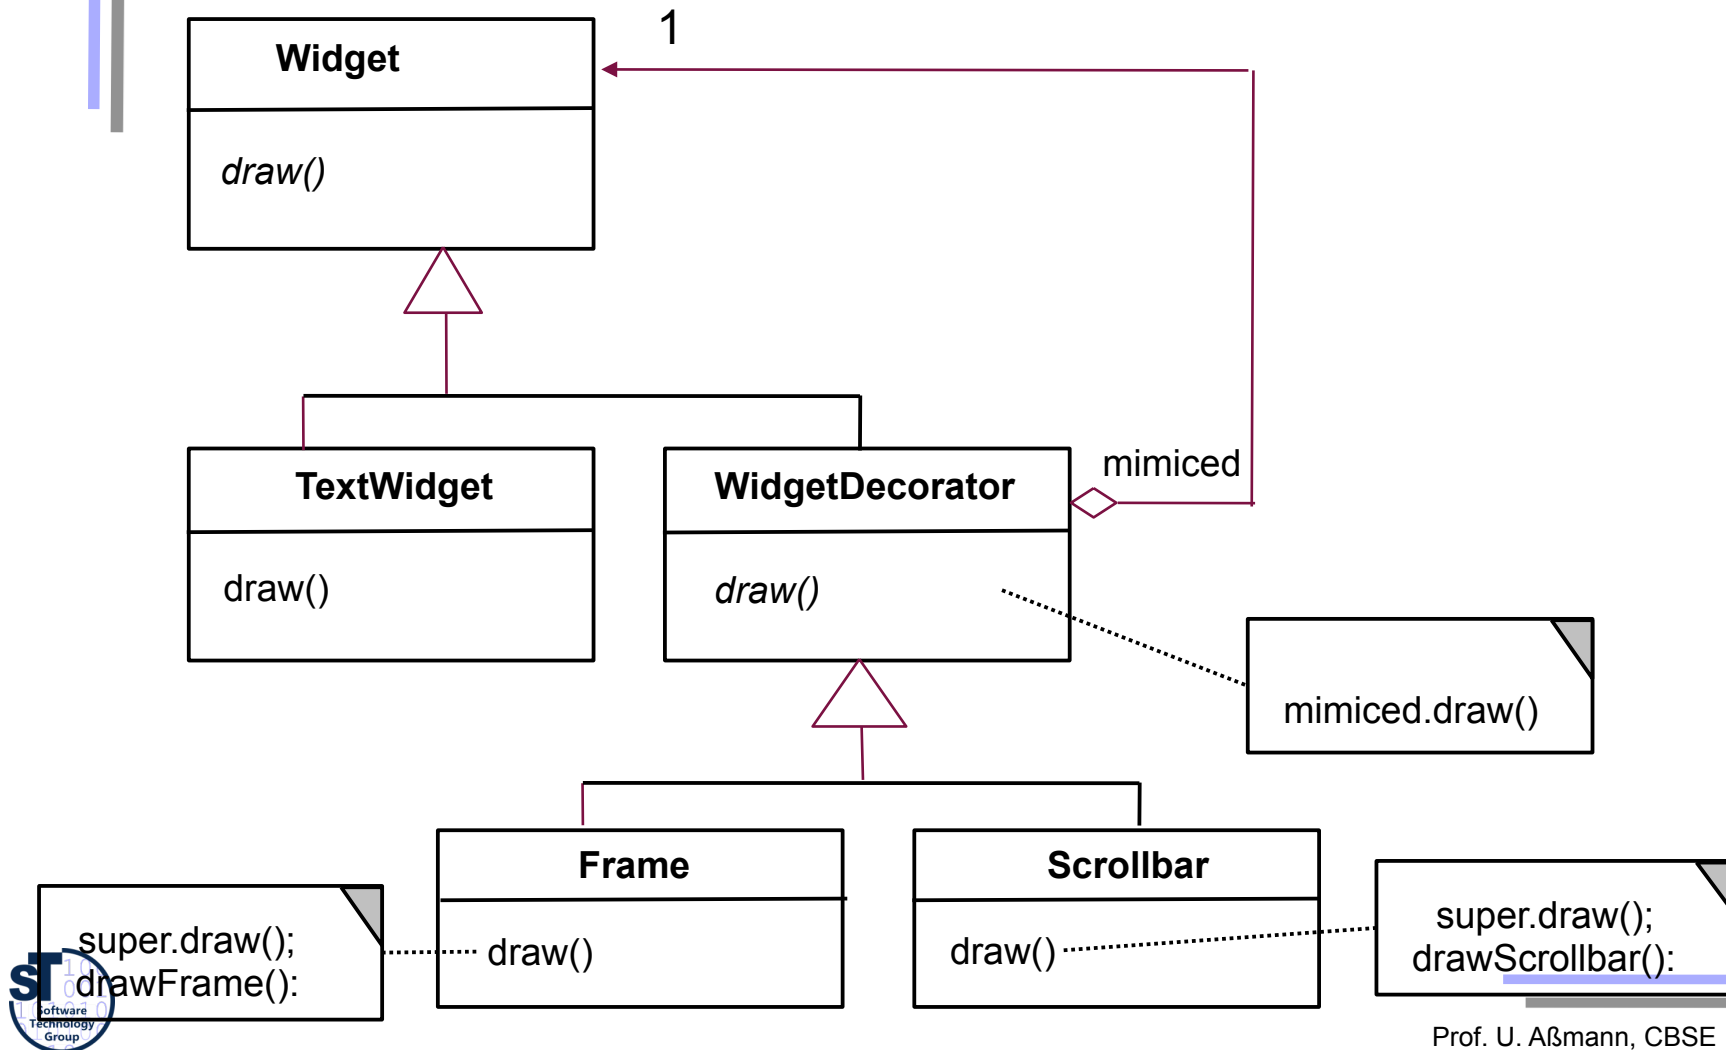 1
Widget
draw()
mimiced
TextWidget
WidgetDecorator
draw()
draw()
mimiced.draw()
Frame
Scrollbar
super.draw();
drawFrame():
draw()
draw()
super.draw();
drawScrollbar():
sT
Software
Technology
Group
Prof. U. Aßmann, CBSE